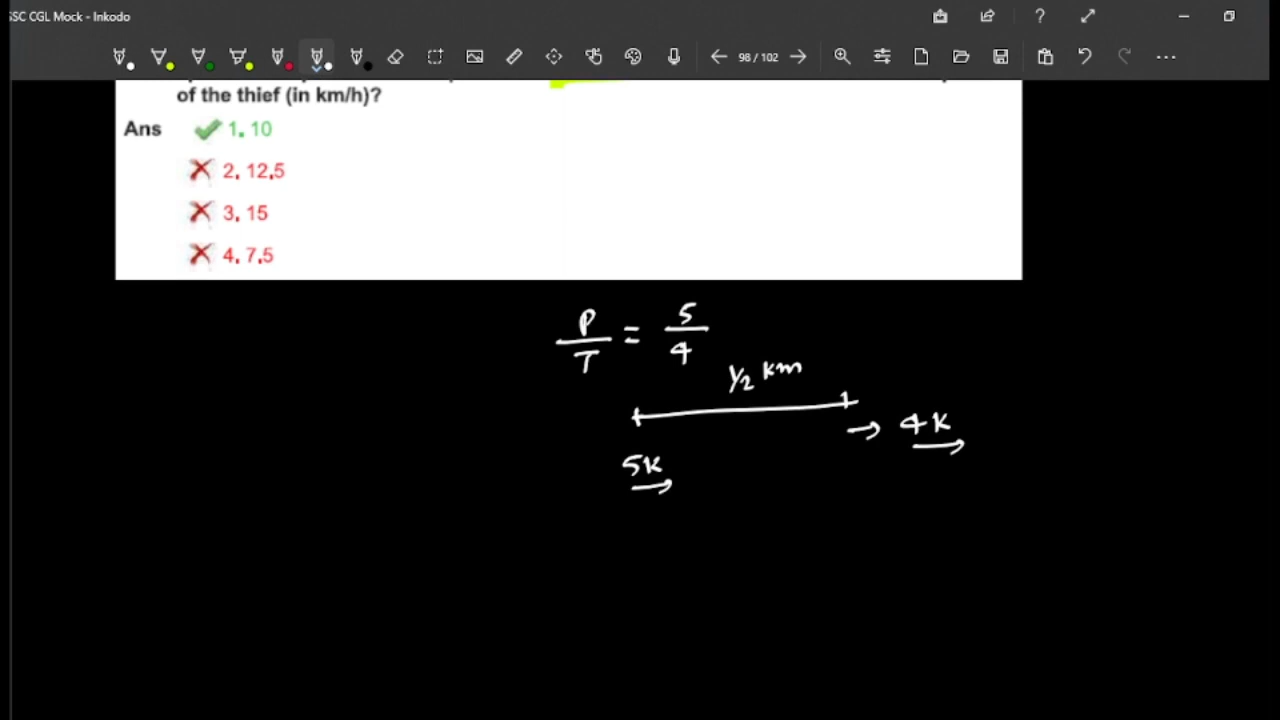 SSC CGL Mock - Inkodo
98 / 102
of the thief (in km/h)?
Ans 1. 10
2. 12.5
3. 15
4. 7.5
P/T = 5/4
1/2 km
4K
5K